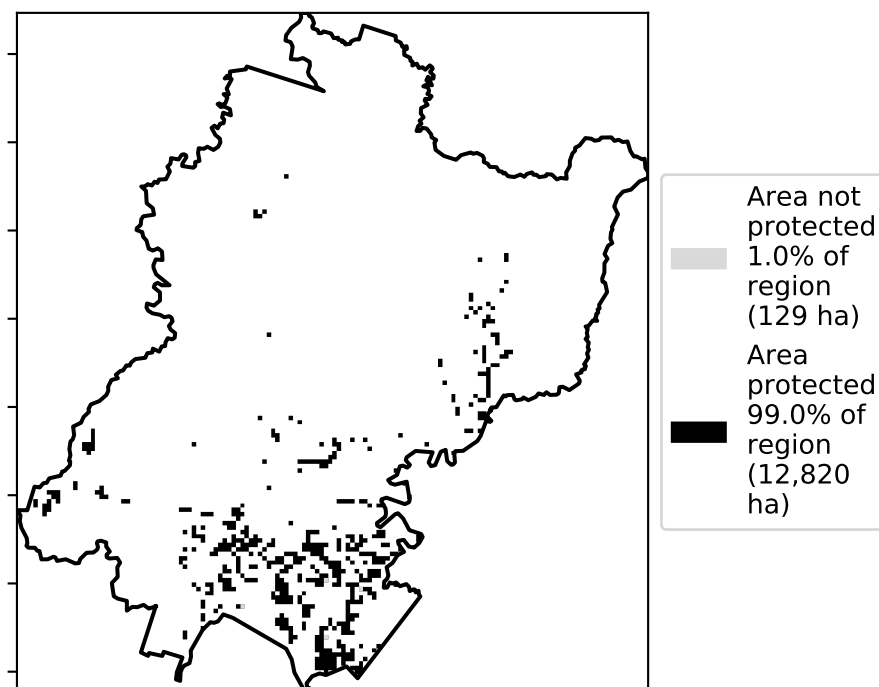 Area not
protected
1.0% of
region
(129 ha)
Area
protected
99.0% of
region
(12,820
ha)